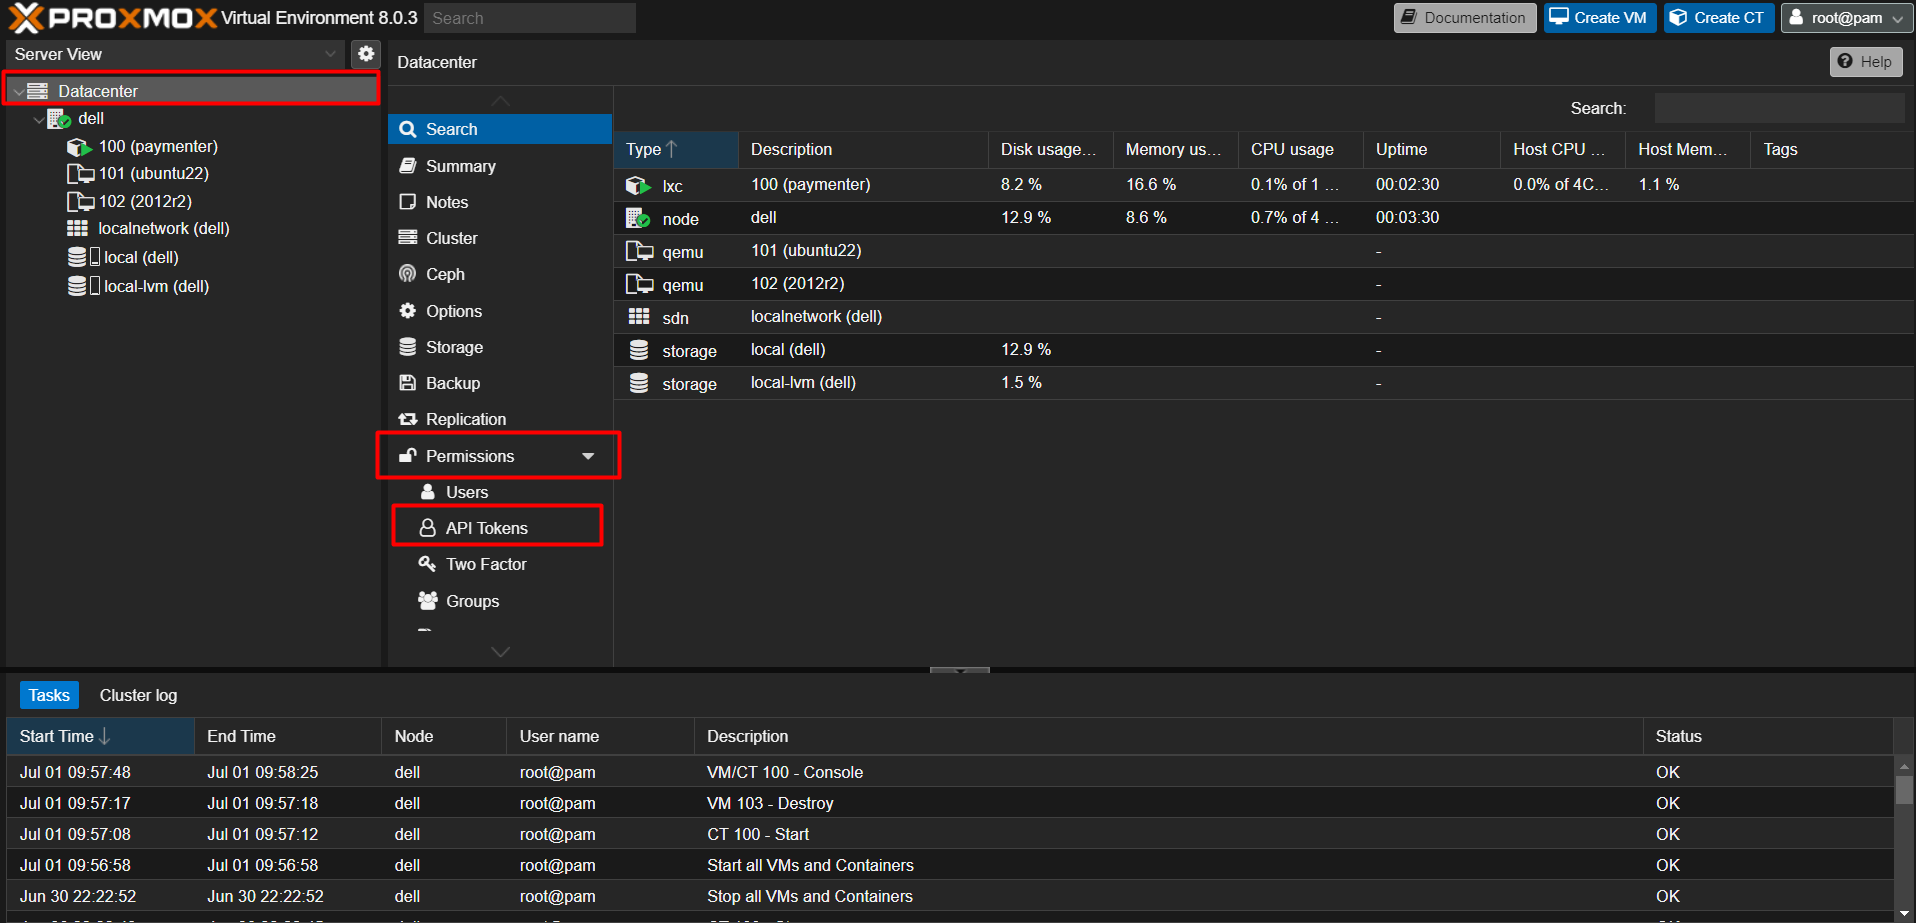 PROXMOX Virtual Environment 8.0.3 Search Documentation Create VM Create CT root@pam
Server View
Datacenter
Help
Datacenter
dell
100 (paymenter)
101 (ubuntu22)
102 (2012r2)
localnetwork (dell)
local (dell)
local-lvm (dell)
Search
Summary
Notes
Cluster
Ceph
Options
Storage
Backup
Replication
Permissions
Users
API Tokens
Two Factor
Groups
Search:
Type Description Disk usage... Memory us... CPU usage Uptime Host CPU ... Host Mem... Tags
lxc 100 (paymenter) 8.2 % 16.6 % 0.1% of 1 ... 00:02:30 0.0% of 4C... 1.1 %
node dell 12.9 % 8.6 % 0.7% of 4 ... 00:03:30
qemu 101 (ubuntu22) -
qemu 102 (2012r2) -
sdn localnetwork (dell) -
storage local (dell) 12.9 % -
storage local-lvm (dell) 1.5 % -
Tasks Cluster log
Start Time End Time Node User name Description Status
Jul 01 09:57:48 Jul 01 09:58:25 dell root@pam VM/CT 100 - Console OK
Jul 01 09:57:17 Jul 01 09:57:18 dell root@pam VM 103 - Destroy OK
Jul 01 09:57:08 Jul 01 09:57:12 dell root@pam CT 100 - Start OK
Jul 01 09:56:58 Jul 01 09:56:58 dell root@pam Start all VMs and Containers OK
Jun 30 22:22:52 Jun 30 22:22:52 dell root@pam Stop all VMs and Containers OK